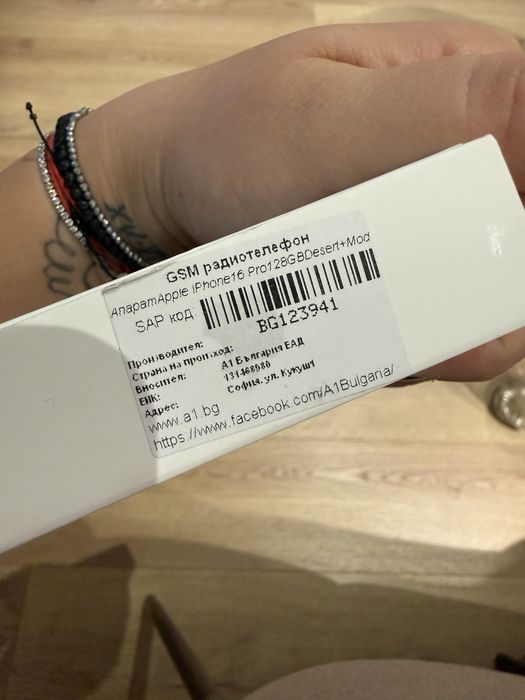 GSM радиотелефон
АпаратApple iPhone16 Pro128GBDesert+Mod
SAP код:
BG123941
Производител:
Страна на произход:
Вносител: А1 България ЕАД
ЕИК: 131468980
Адрес: София, ул. Кукуш1
www.a1.bg
https://www.facebook.com/A1Bulgaria/